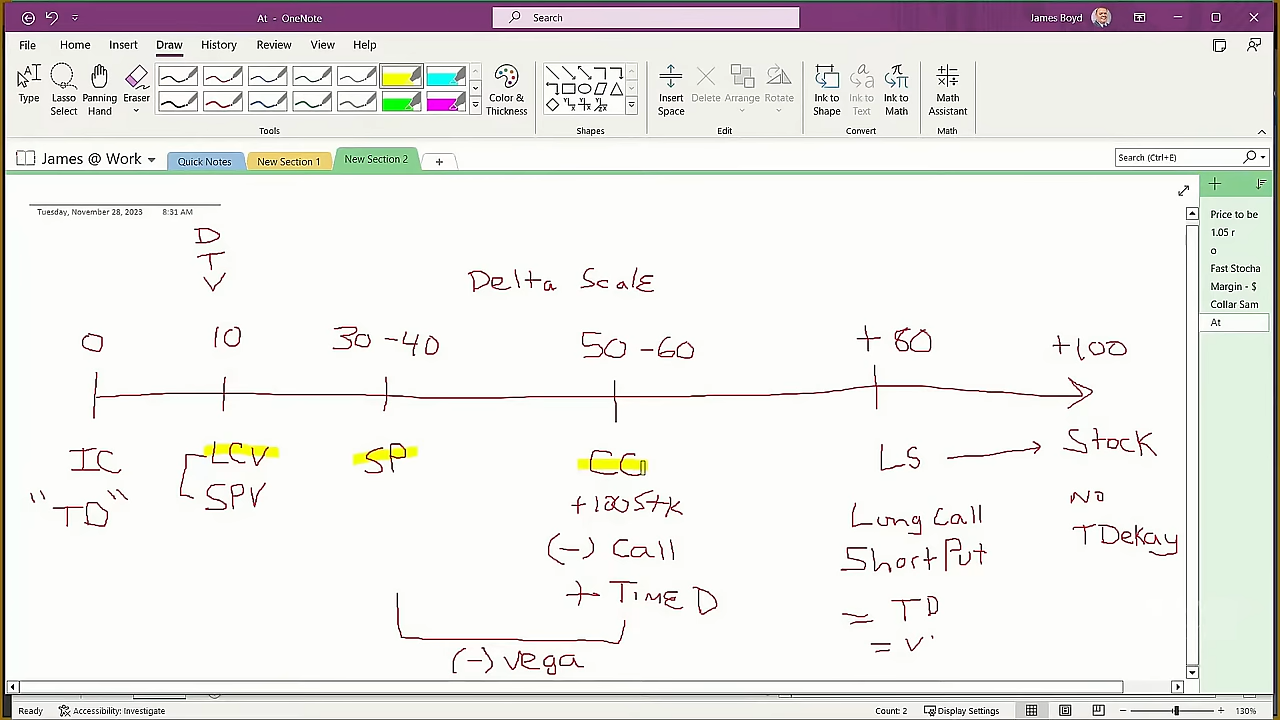 At - OneNote
Search
James Boyd
File Home Insert Draw History Review View Help
Type
Lasso Select
Panning Hand
Eraser
Color & Thickness
Insert Space
Delete
Arrange
Rotate
Ink to Shape
Ink to Text
Ink to Math
Math Assistant
Tools
Shapes
Edit
Convert
Math
James @ Work
Quick Notes
New Section 1
New Section 2
Search (Ctrl+E)
Tuesday, November 28, 2023 8:31 AM
Price to be
1.05 r
o
Fast Stocha
Margin - $
Collar Sam
At
D
T
V
Delta Scale
0 10 30 -40 50 -60 +80 +100
IC LCV SP CC LS Stock
"TD" SPV
+100 Stk
(-) Call
+ Time D
(-) vega
Long Call
Short Put
= TD
= V
No
TDekay
Ready
Accessibility: Investigate
Count: 2
Display Settings
130%